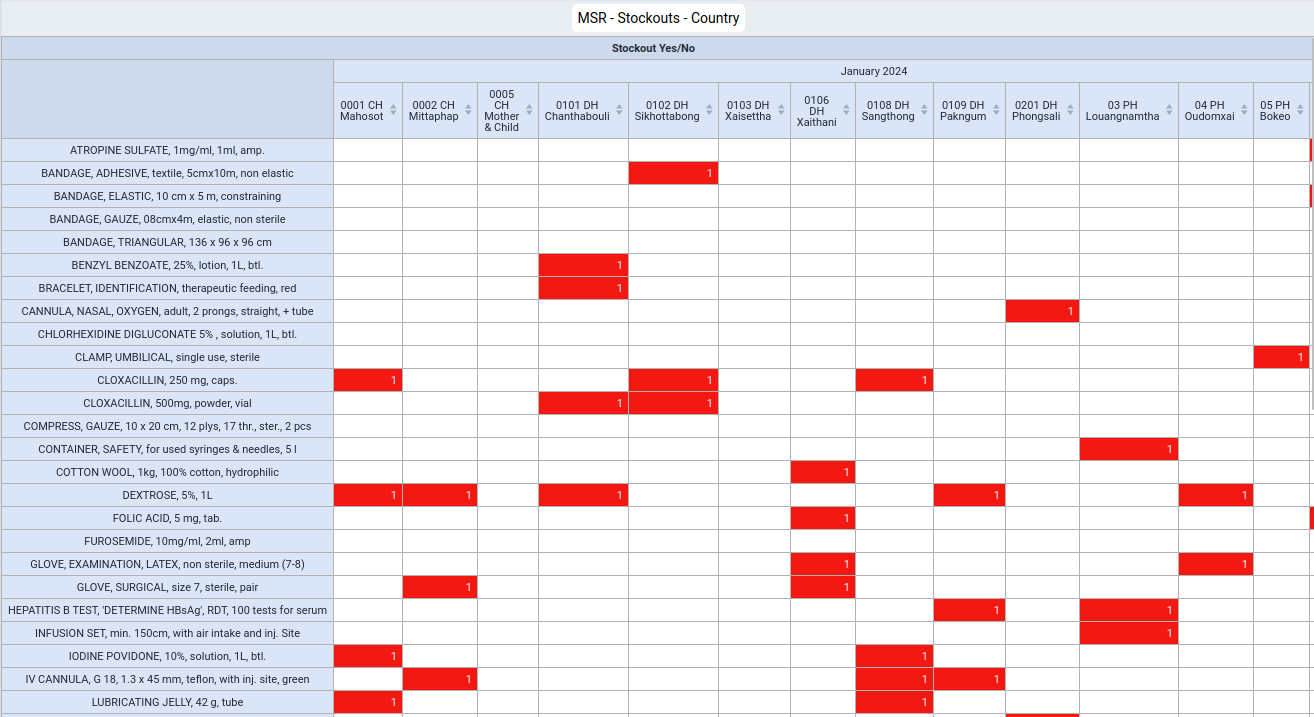 MSR - Stockouts - Country
Stockout Yes/No
January 2024
0001 CH Mahosot
0002 CH Mittaphap
0005 CH Mother & Child
0101 DH Chanthabouli
0102 DH Sikhottabong
0103 DH Xaisettha
0106 DH Xaithani
0108 DH Sangthong
0109 DH Pakngum
0201 DH Phongsali
03 PH Louangnamtha
04 PH Oudomxai
05 PH Bokeo
ATROPINE SULFATE, 1mg/ml, 1ml, amp.
BANDAGE, ADHESIVE, textile, 5cmx10m, non elastic 1
BANDAGE, ELASTIC, 10 cm x 5 m, constraining
BANDAGE, GAUZE, 08cmx4m, elastic, non sterile
BANDAGE, TRIANGULAR, 136 x 96 x 96 cm
BENZYL BENZOATE, 25%, lotion, 1L, btl. 1
BRACELET, IDENTIFICATION, therapeutic feeding, red 1
CANNULA, NASAL, OXYGEN, adult, 2 prongs, straight, + tube 1
CHLORHEXIDINE DIGLUCONATE 5% , solution, 1L, btl.
CLAMP, UMBILICAL, single use, sterile 1
CLOXACILLIN, 250 mg, caps. 1 1 1
CLOXACILLIN, 500mg, powder, vial 1 1
COMPRESS, GAUZE, 10 x 20 cm, 12 plys, 17 thr., ster., 2 pcs
CONTAINER, SAFETY, for used syringes & needles, 5 l 1
COTTON WOOL, 1kg, 100% cotton, hydrophilic 1
DEXTROSE, 5%, 1L 1 1 1 1 1
FOLIC ACID, 5 mg, tab. 1
FUROSEMIDE, 10mg/ml, 2ml, amp
GLOVE, EXAMINATION, LATEX, non sterile, medium (7-8) 1 1
GLOVE, SURGICAL, size 7, sterile, pair 1 1
HEPATITIS B TEST, 'DETERMINE HBsAg', RDT, 100 tests for serum 1 1
INFUSION SET, min. 150cm, with air intake and inj. Site 1
IODINE POVIDONE, 10%, solution, 1L, btl. 1 1
IV CANNULA, G 18, 1.3 x 45 mm, teflon, with inj. site, green 1 1 1
LUBRICATING JELLY, 42 g, tube 1 1